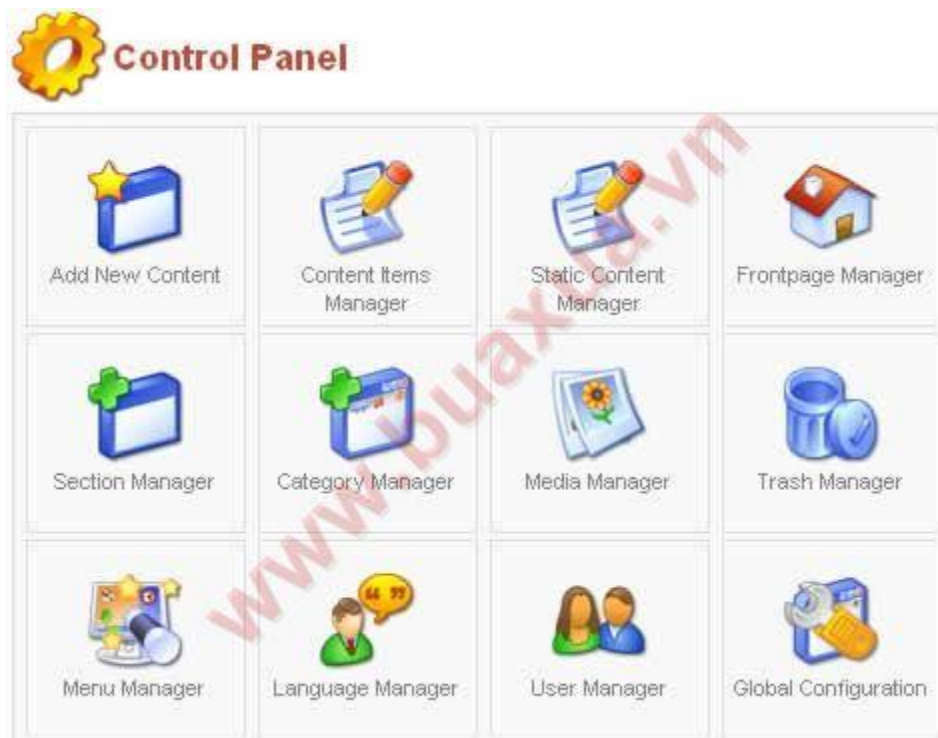 Control Panel
Add New Content
Content Items
Manager
Static Content
Manager
Frontpage Manager
Section Manager
Category Manager
Media Manager
Trash Manager
Menu Manager
Language Manager
User Manager
Global Configuration
www.buaxua.vn